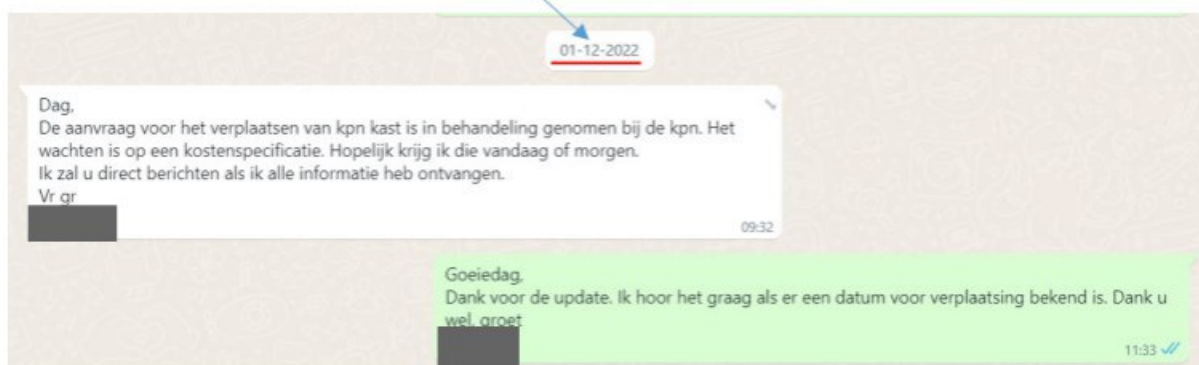 01-12-2022
Dag,
De aanvraag voor het verplaatsen van kpn kast is in behandeling genomen bij de kpn. Het
wachten is op een kostenspecificatie. Hopelijk krijg ik die vandaag of morgen.
Ik zal u direct berichten als ik alle informatie heb ontvangen.
Vr gr
09:32
Goeiedag,
Dank voor de update. Ik hoor het graag als er een datum voor verplaatsing bekend is. Dank u
wel, groet
11:33